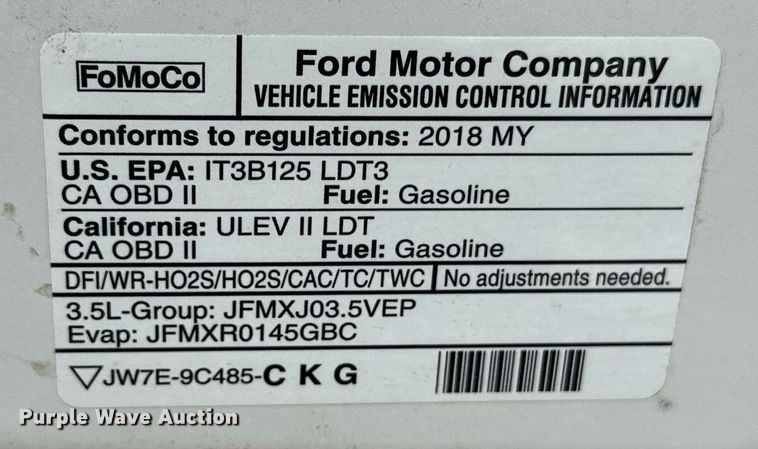 FoMoCo
Ford Motor Company
VEHICLE EMISSION CONTROL INFORMATION
Conforms to regulations: 2018 MY
U.S. EPA: IT3B125 LDT3
CA OBD II Fuel: Gasoline
California: ULEV II LDT
CA OBD II Fuel: Gasoline
DFI/WR-HO2S/HO2S/CAC/TC/TWC No adjustments needed.
3.5L-Group: JFMXJ03.5VEP
Evap: JFMXR0145GBC
JW7E-9C485-C K G
Purple Wave Auction